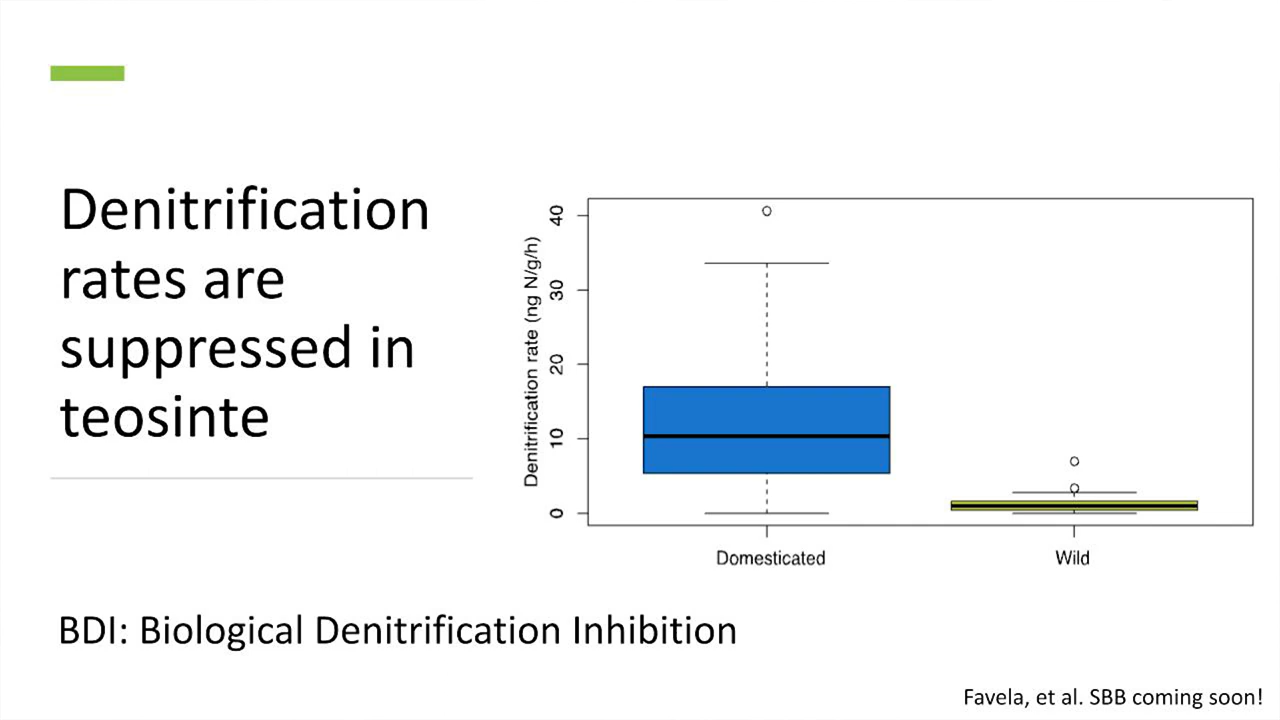 Denitrification
rates are
suppressed in
teosinte
Denitrification rate (ng N/g/h)
40
30
20
10
0
Domesticated
Wild
BDI: Biological Denitrification Inhibition
Favela, et al. SBB coming soon!